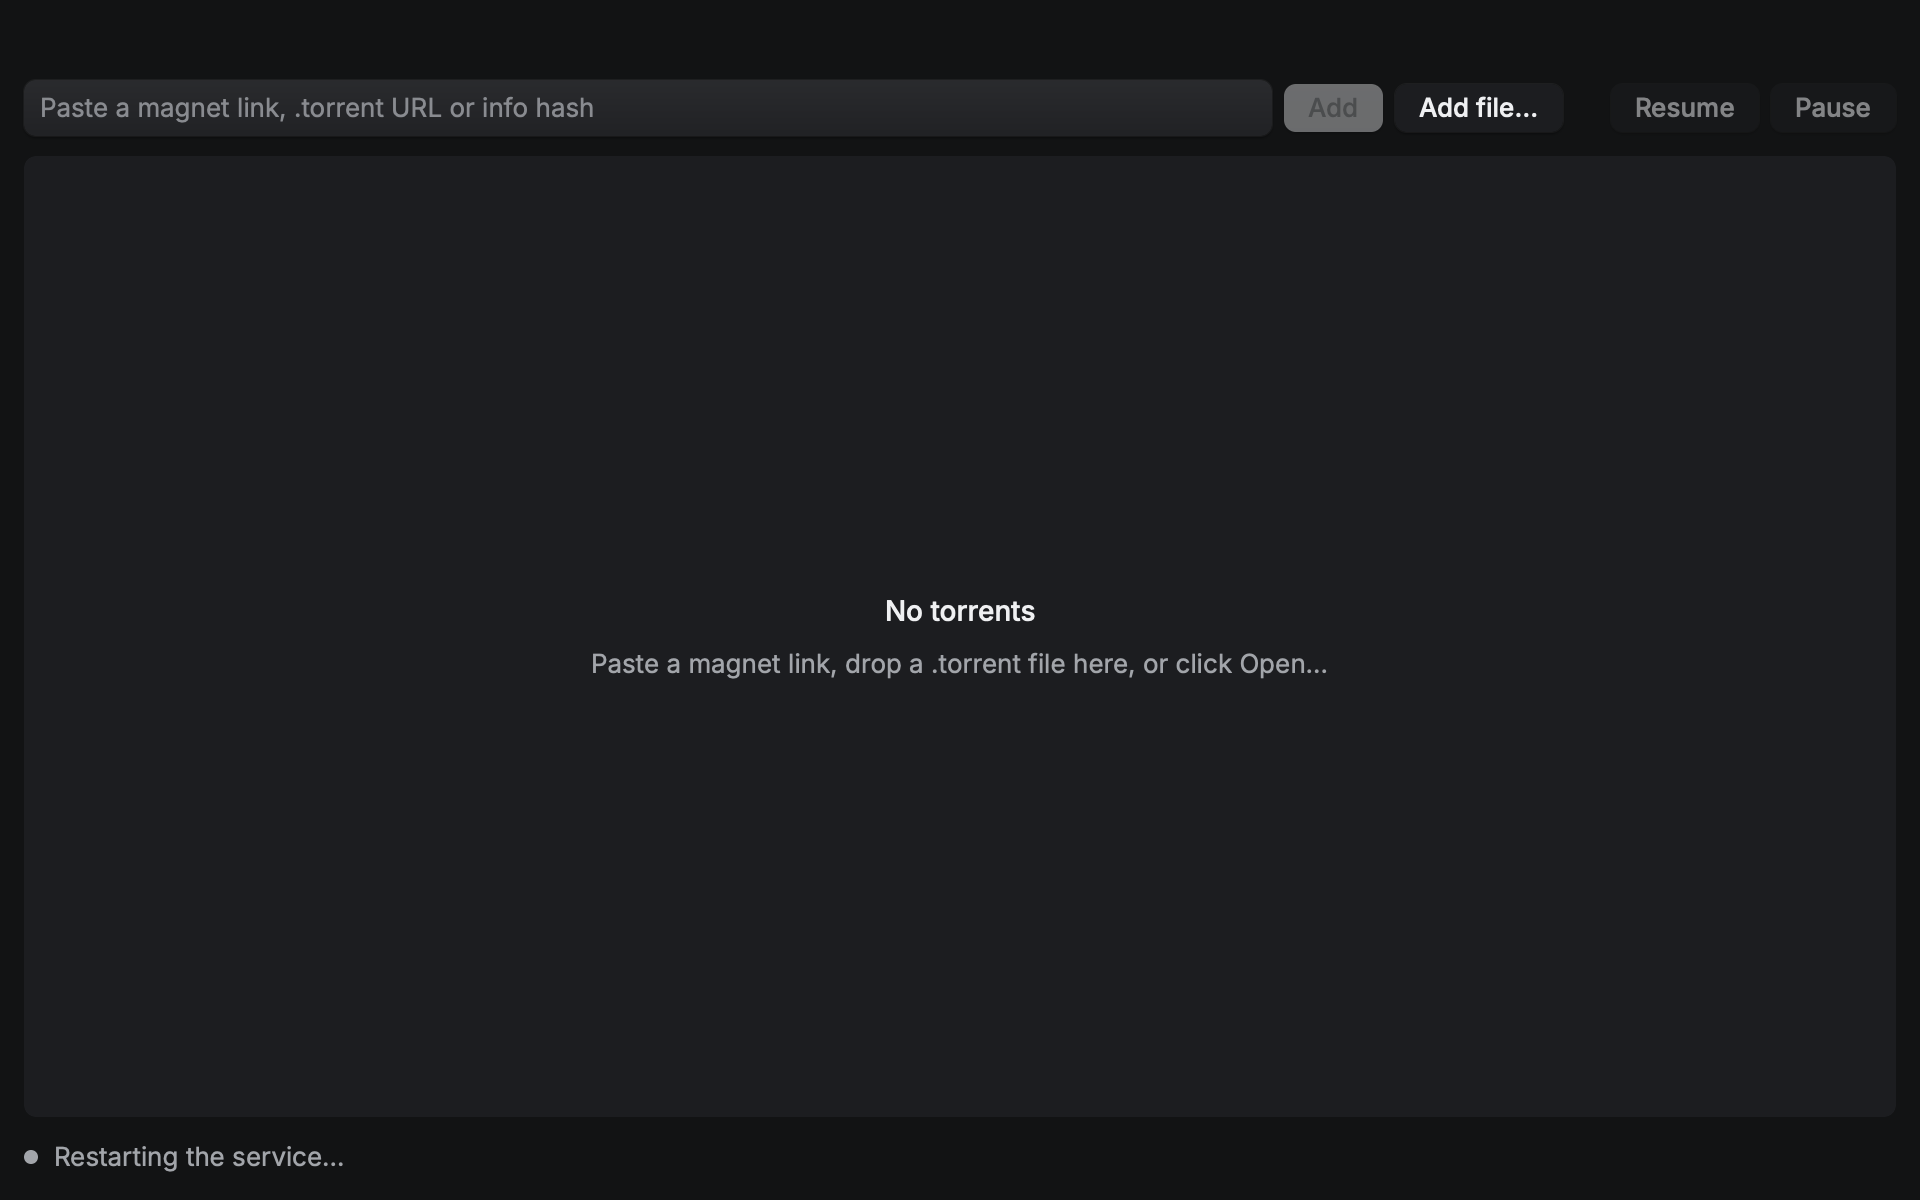 Paste a magnet link, .torrent URL or info hash
Add
Add file...
Resume
Pause
No torrents
Paste a magnet link, drop a .torrent file here, or click Open...
Restarting the service...